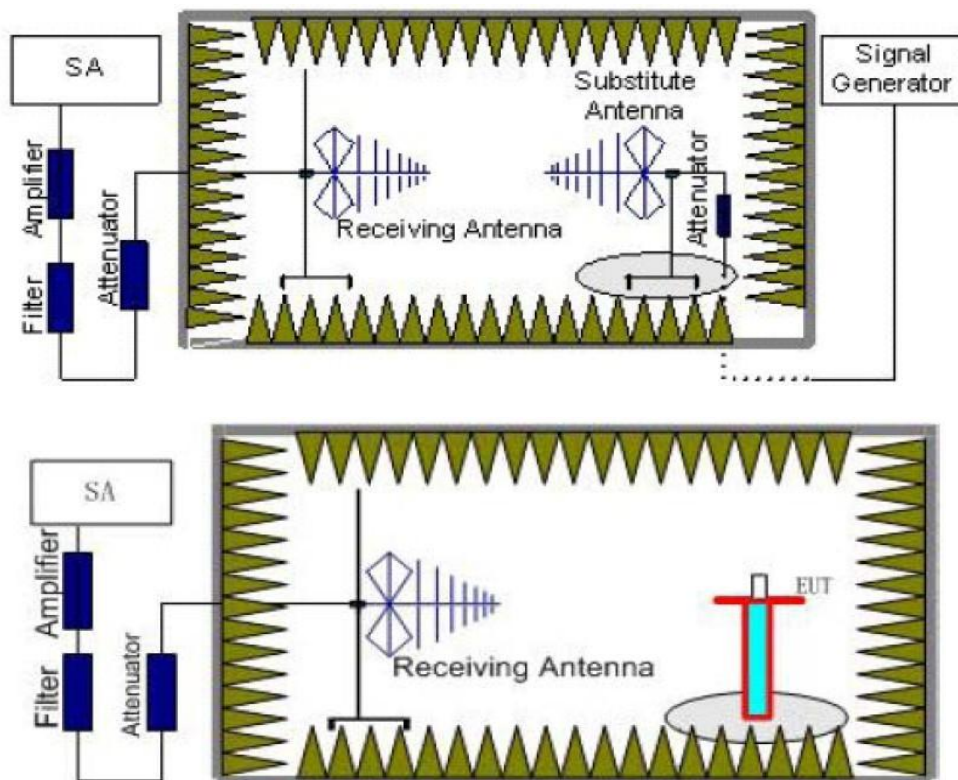 SA
Signal
Generator
Substitute
Antenna
Amplifier
Attenuator
Receiving Antenna
Attenuator
Filter
SA
Amplifier
EUT
Receiving Antenna
Filter
Attenuator